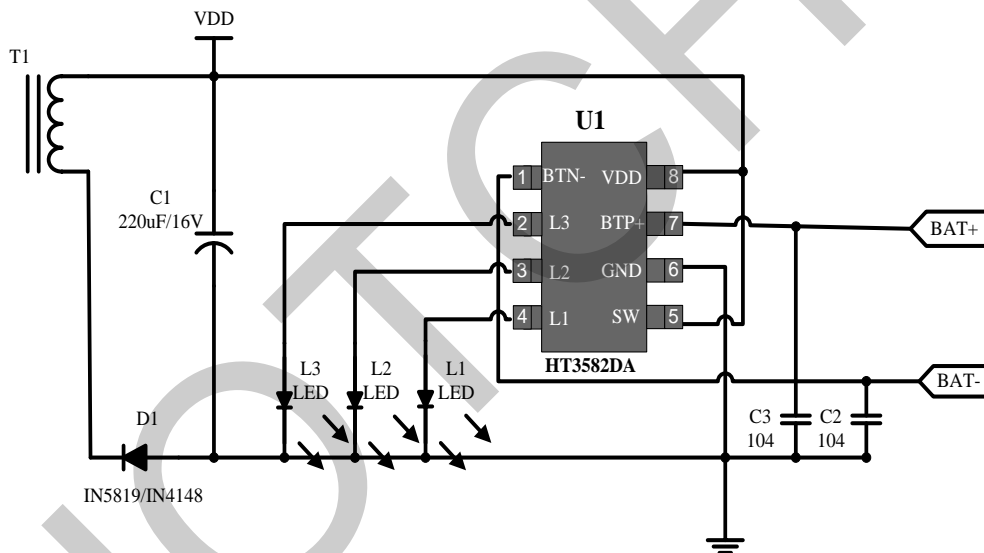 VDD
T1
U1
1 BTN- VDD 8
2 L3 BTP+ 7
3 L2 GND 6
4 L1 SW 5
HT3582DA
BAT+
BAT-
C1
220uF/16V
L3
LED
L2
LED
L1
LED
D1
IN5819/IN4148
C3
104
C2
104